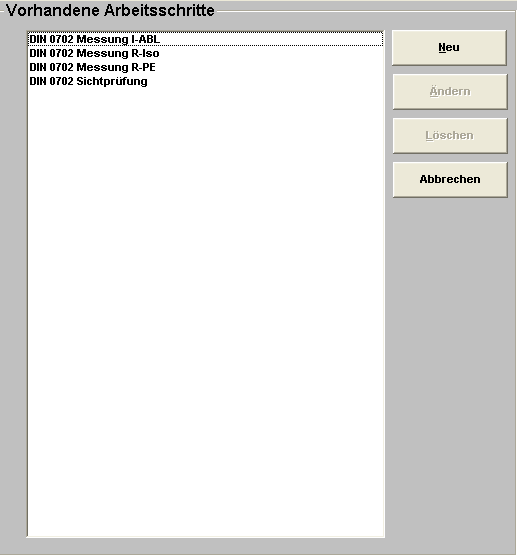 Vorhandene Arbeitsschritte
DIN 0702 Messung I-ABL
DIN 0702 Messung R-Iso
DIN 0702 Messung R-PE
DIN 0702 Sichtprüfung
Neu
Ändern
Löschen
Abbrechen